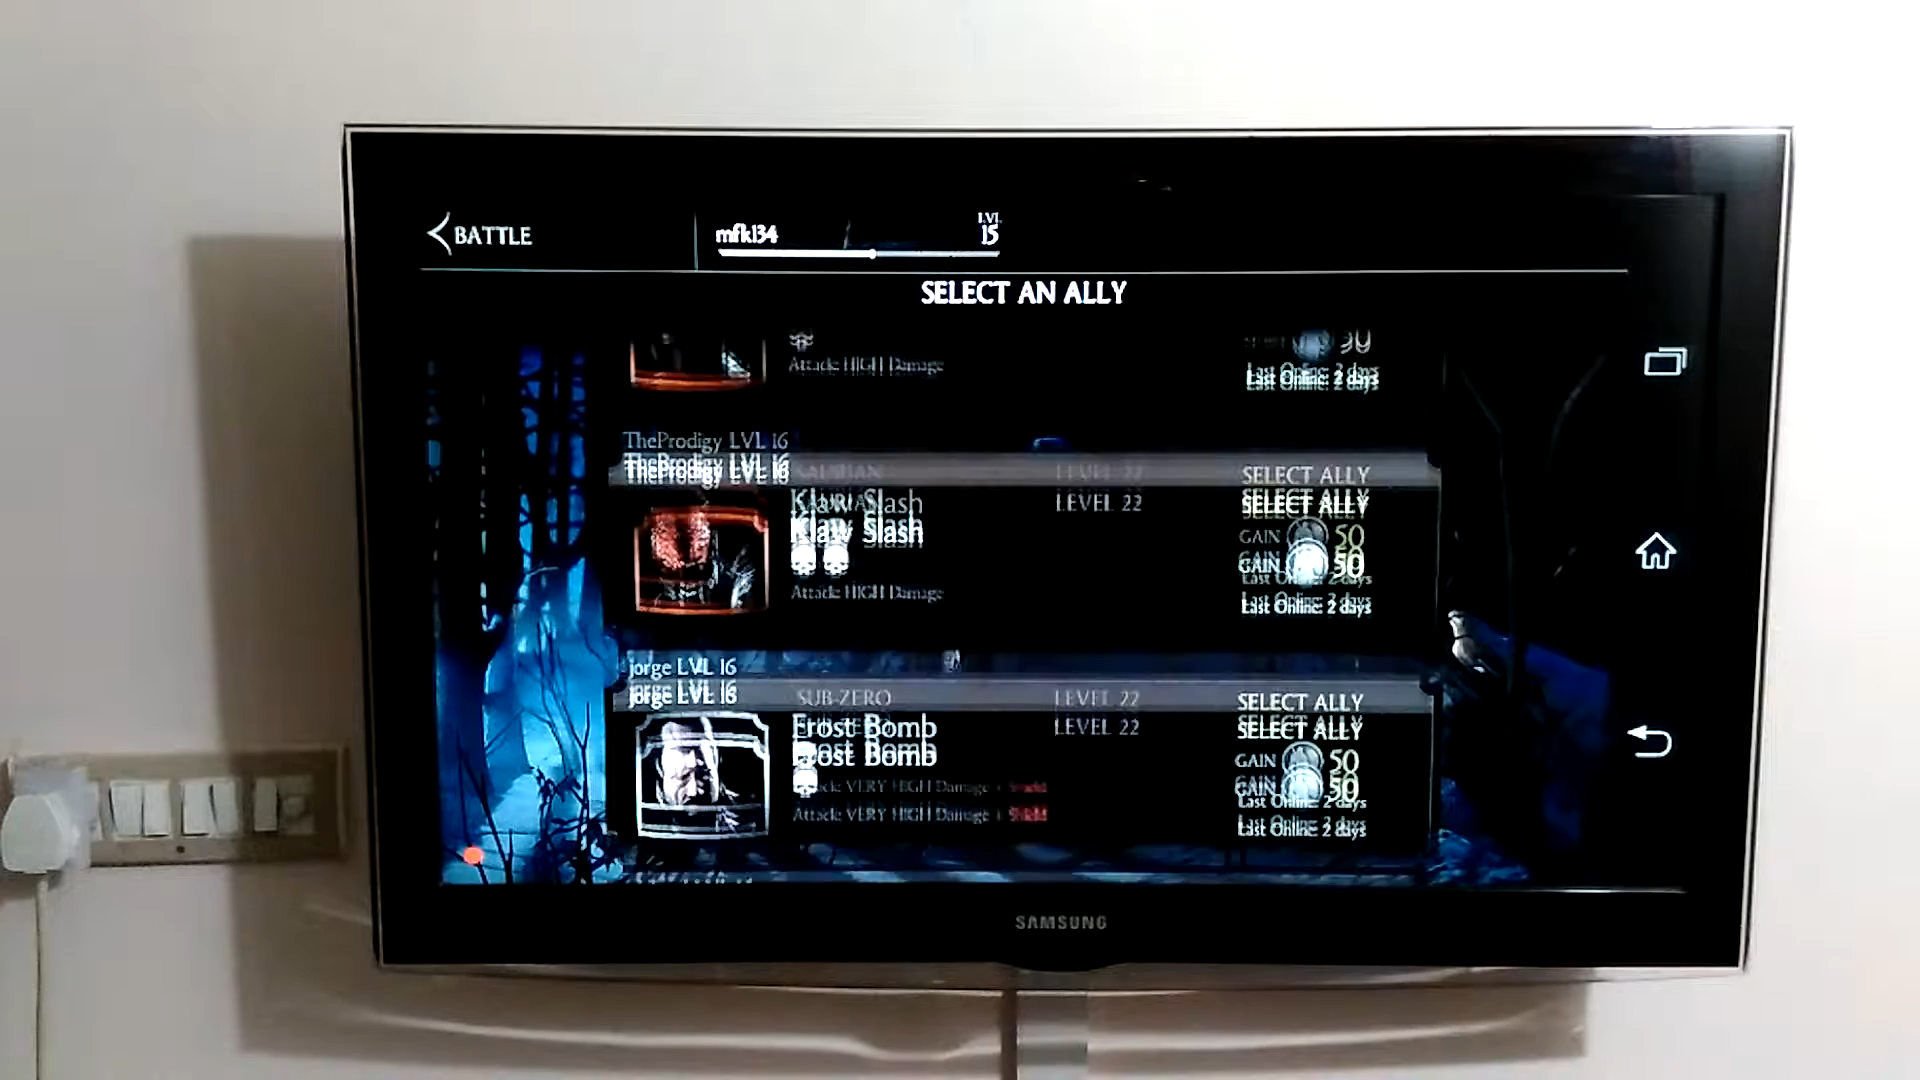 BATTLE
mfk134
LVL
15
SELECT AN ALLY
Attack: HIGH Damage
Last Online: 2 days
TheProdigy LVL 16
LEVEL 22
SELECT ALLY
Klaw Slash
GAIN 50
Attack: HIGH Damage
Last Online: 2 days
jorge LVL 16
SUB-ZERO
LEVEL 22
SELECT ALLY
Frost Bomb
GAIN 50
Attack: VERY HIGH Damage + Shield
Last Online: 2 days
SAMSUNG